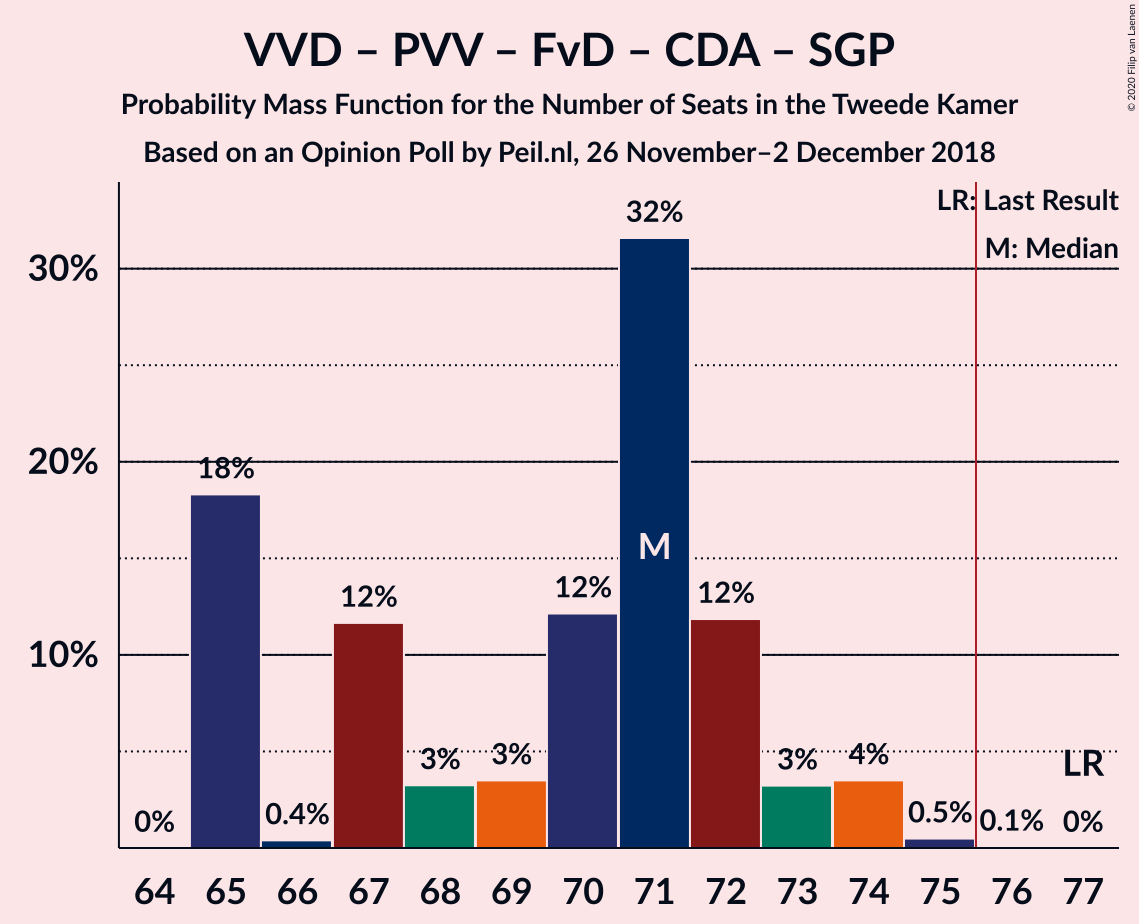 VVD – PVV – FvD – CDA – SGP
Probability Mass Function for the Number of Seats in the Tweede Kamer
Based on an Opinion Poll by Peil.nl, 26 November–2 December 2018
© 2020 Filip van Laenen
LR: Last Result
M: Median
30%
20%
10%
0%
18%
0.4%
12%
3%
3%
12%
32%
M
12%
3%
4%
0.5%
0.1%
LR
0%
64 65 66 67 68 69 70 71 72 73 74 75 76 77